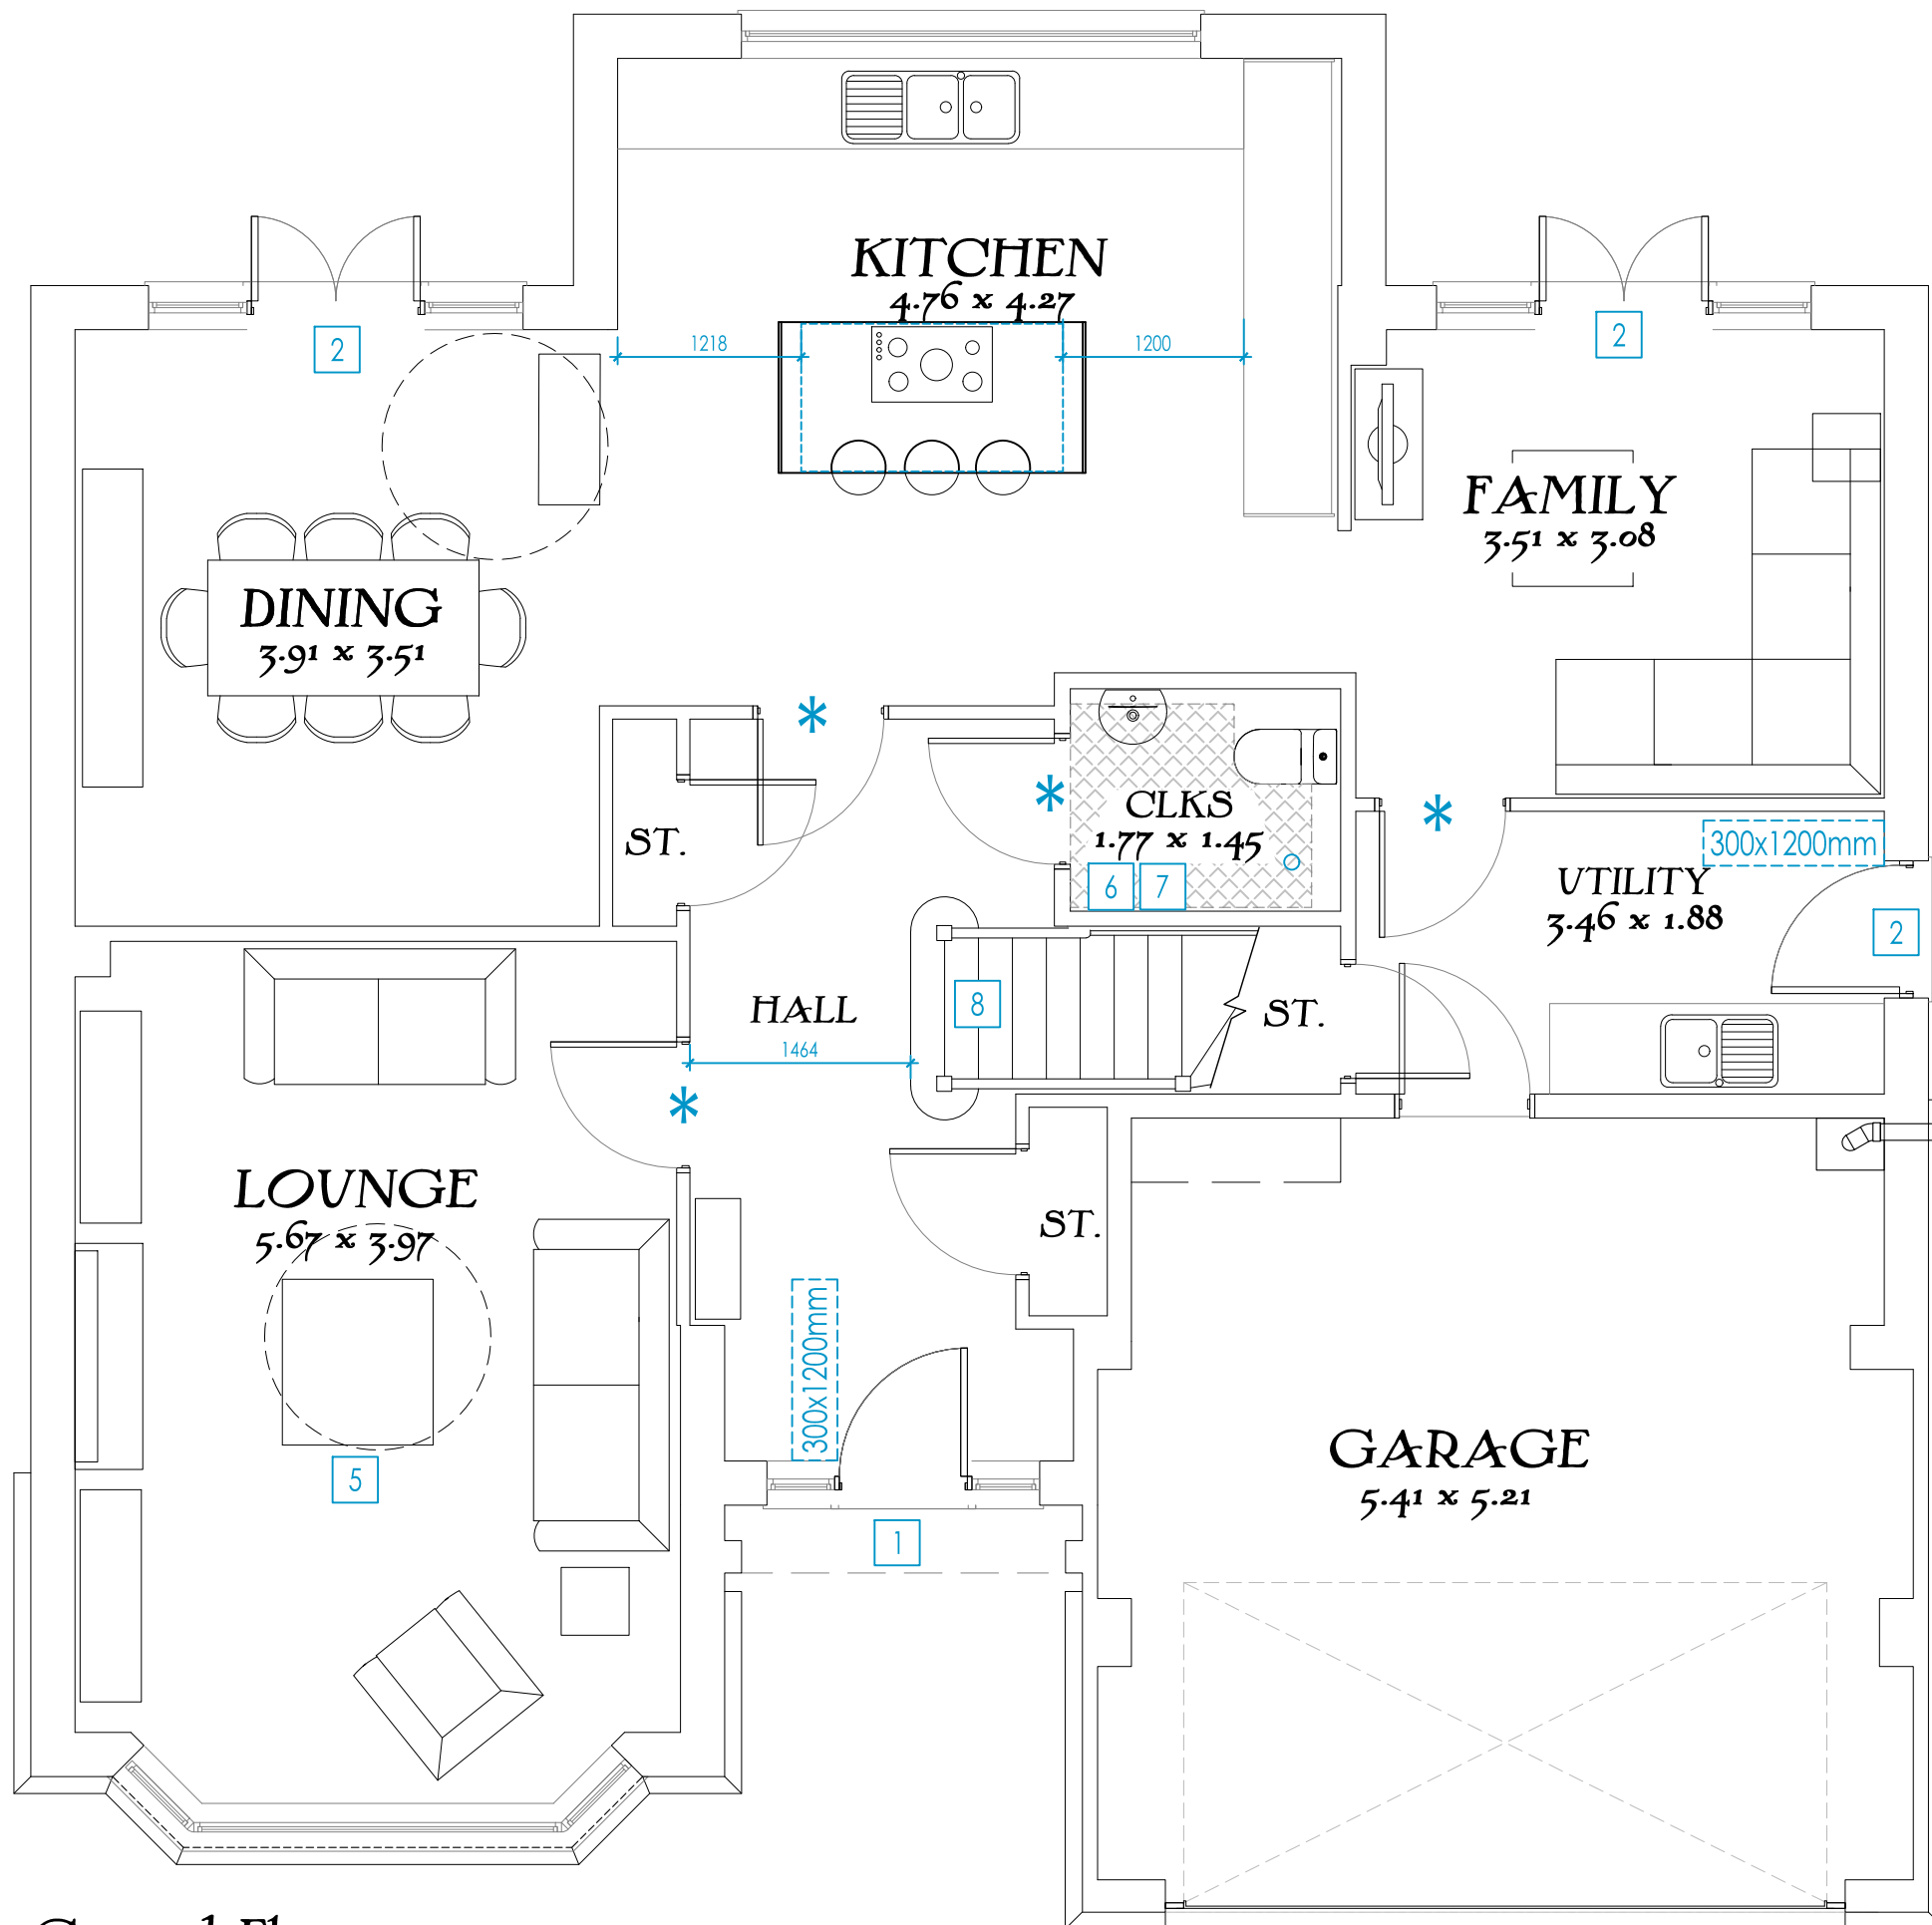 KITCHEN
4.76 x 4.27
1218
1200
2
2
FAMILY
3.51 x 3.08
DINING
3.91 x 3.51
*
*
*
CLKS
1.77 x 1.45
6 7
ST.
300x1200mm
UTILITY
3.46 x 1.88
2
HALL
1464
8
ST.
*
LOUNGE
5.67 x 3.97
ST.
300x1200mm
5
1
GARAGE
5.41 x 5.21